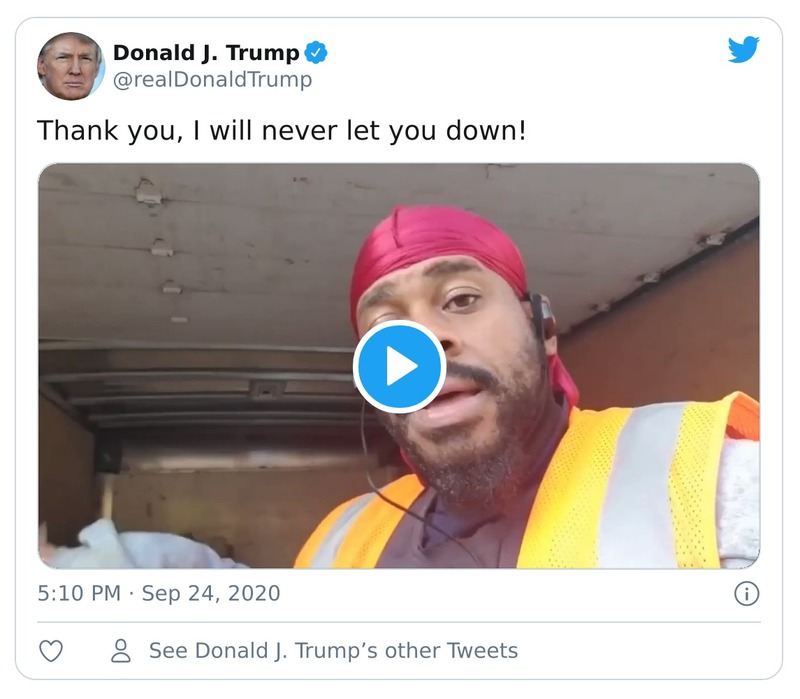 Donald J. Trump
@realDonaldTrump
Thank you, I will never let you down!
5:10 PM · Sep 24, 2020
See Donald J. Trump’s other Tweets